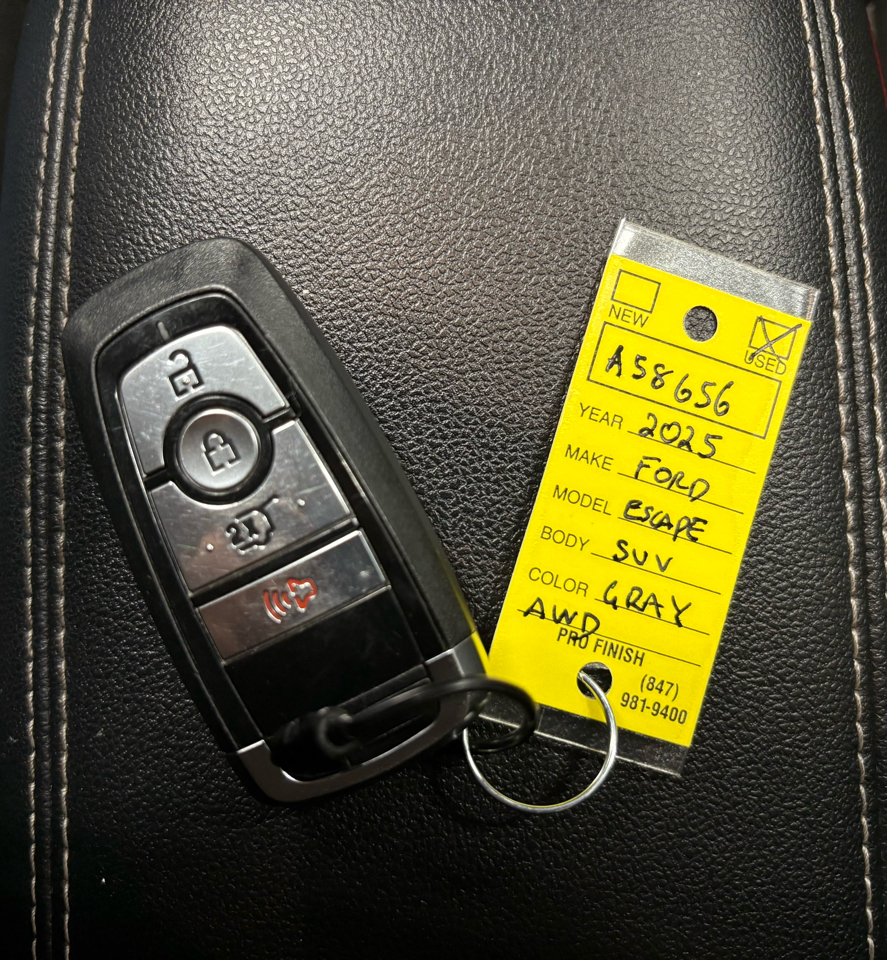 2X
NEW
USED
A58656
YEAR 2025
MAKE FORD
MODEL ESCAPE
BODY SUV
COLOR GRAY
AWD
PRO FINISH
(847)
981-9400